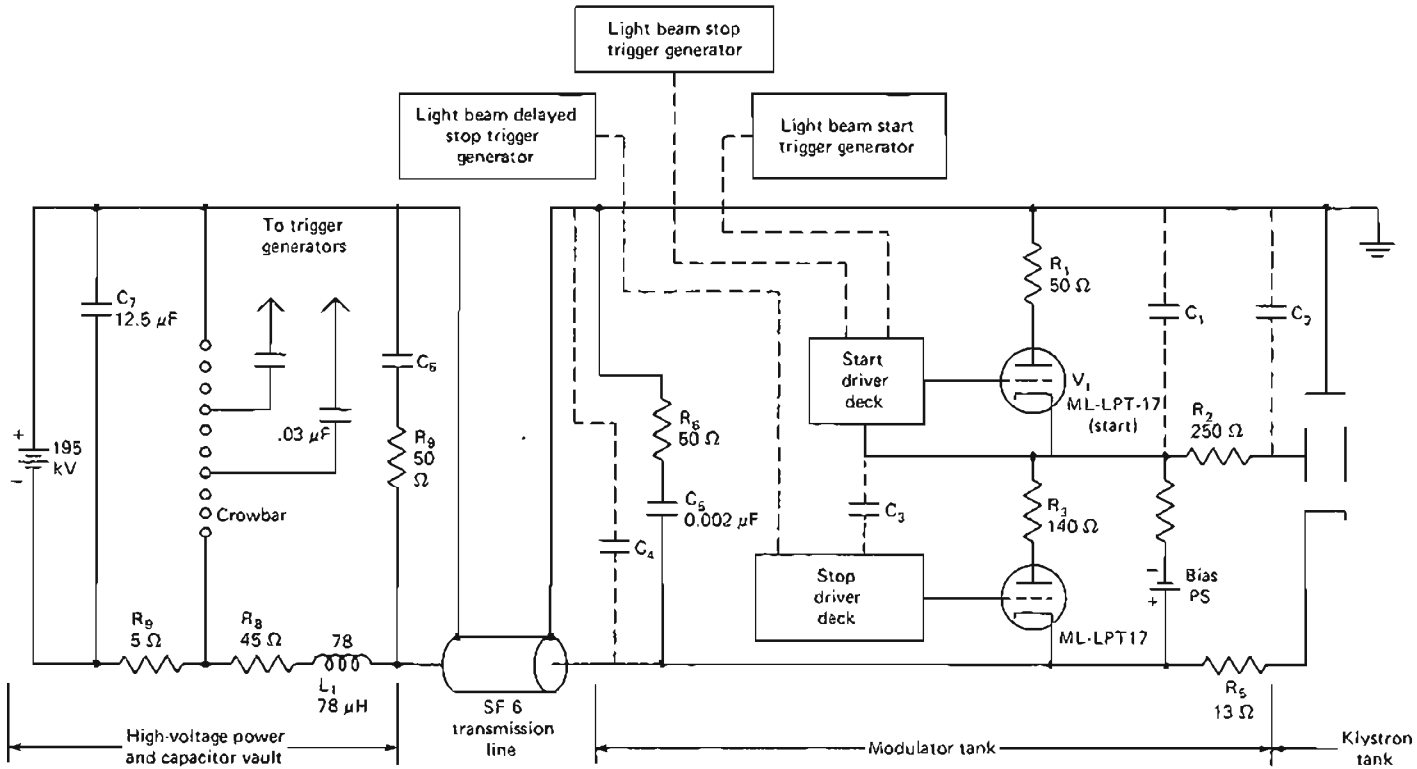 Light beam stop
trigger generator
Light beam delayed
stop trigger
generator
Light beam start
trigger generator
To trigger
generators
C7
12.5 μF
C6
R1
50 Ω
C1
C2
Start
driver
deck
V1
ML-LPT-17
(start)
R2
250 Ω
+
195
kV
-
.03 μF
R9
50
Ω
R6
50 Ω
C5
0.002 μF
C3
R3
140 Ω
Crowbar
C4
Stop
driver
deck
-
Bias
PS
+
ML-LPT17
R9
5 Ω
R8
45 Ω
78
L1
78 μH
SF 6
transmission
line
R5
13 Ω
High-voltage power
and capacitor vault
Modulator tank
Klystron
tank